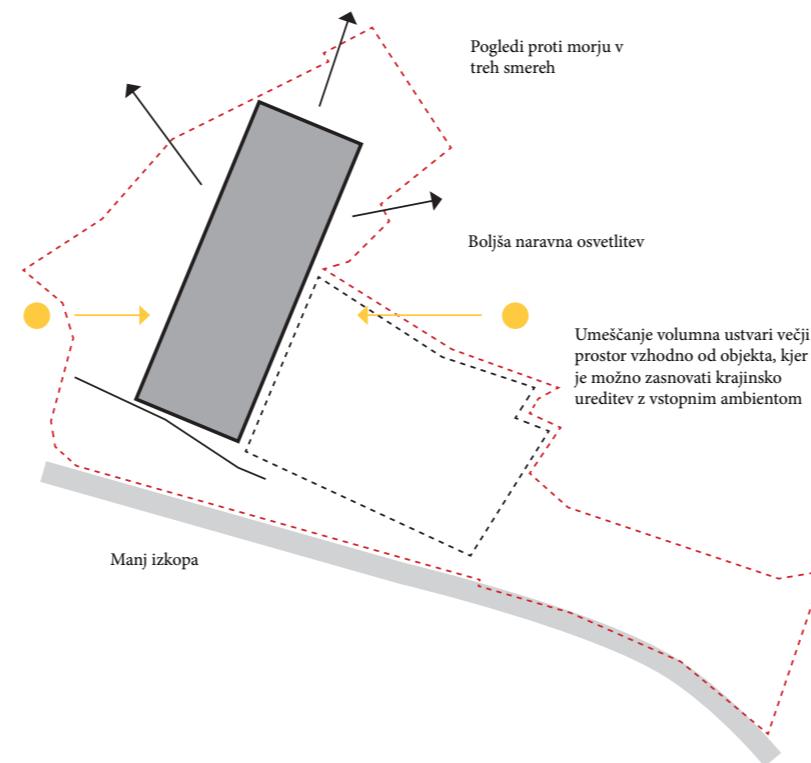 Pogledi proti morju v
treh smereh
Boljša naravna osvetlitev
Umeščanje volumna ustvari večji
prostor vzhodno od objekta, kjer
je možno zasnovati krajinsko
ureditev z vstopnim ambientom
Manj izkopa